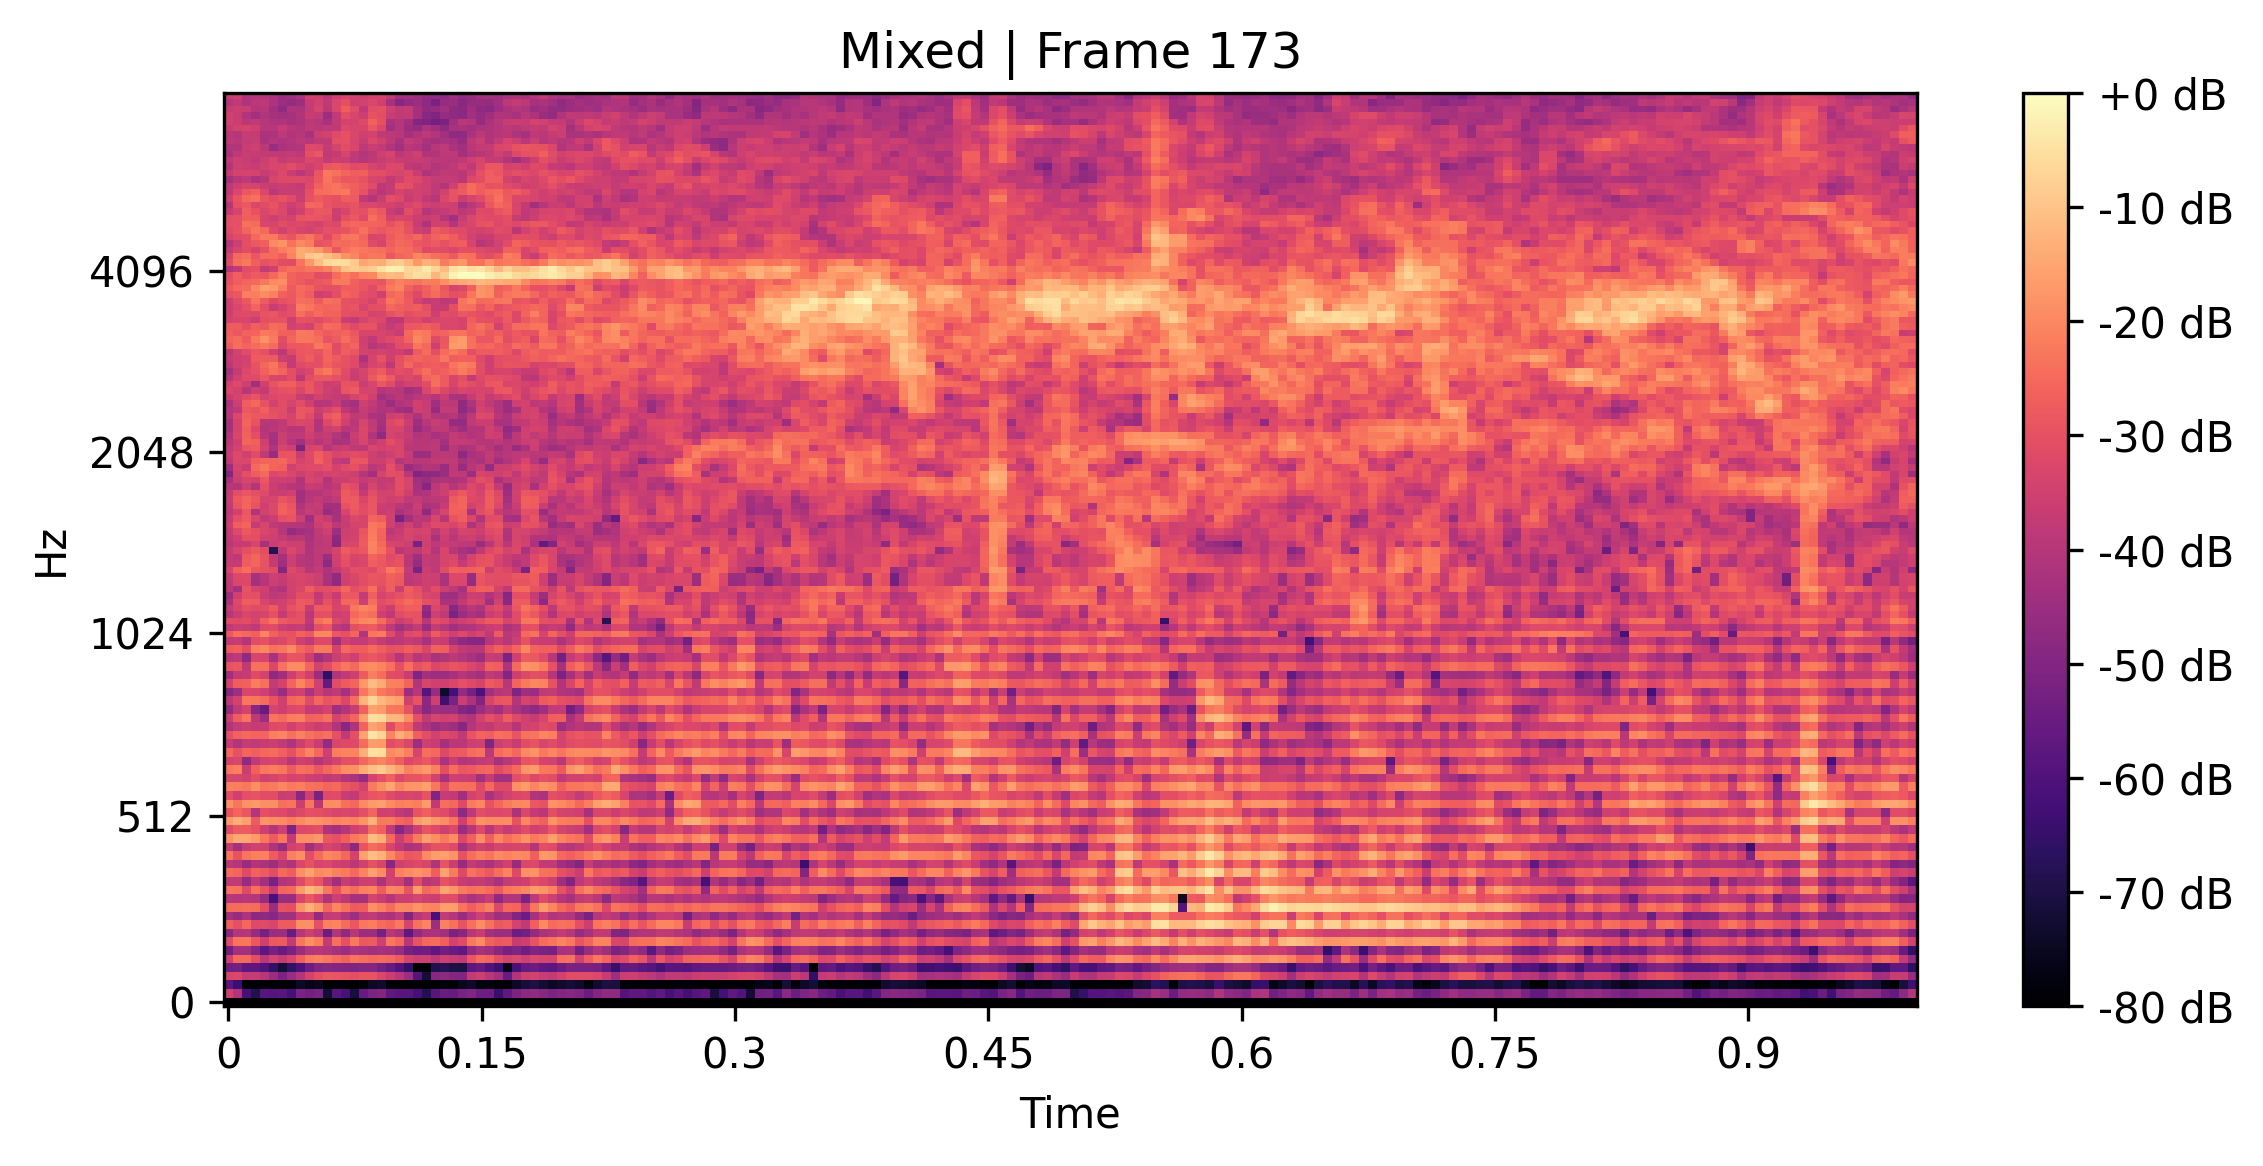 Mixed | Frame 173
Hz
4096
2048
1024
512
0
0 0.15 0.3 0.45 0.6 0.75 0.9
Time
+0 dB
-10 dB
-20 dB
-30 dB
-40 dB
-50 dB
-60 dB
-70 dB
-80 dB